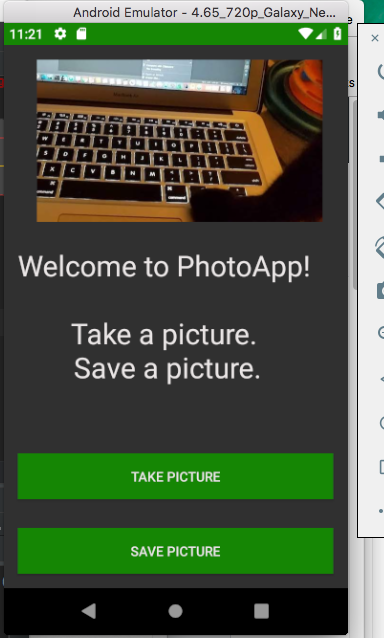 Android Emulator - 4.65_720p_Galaxy_Ne...
11:21
Welcome to PhotoApp!
Take a picture.
Save a picture.
TAKE PICTURE
SAVE PICTURE